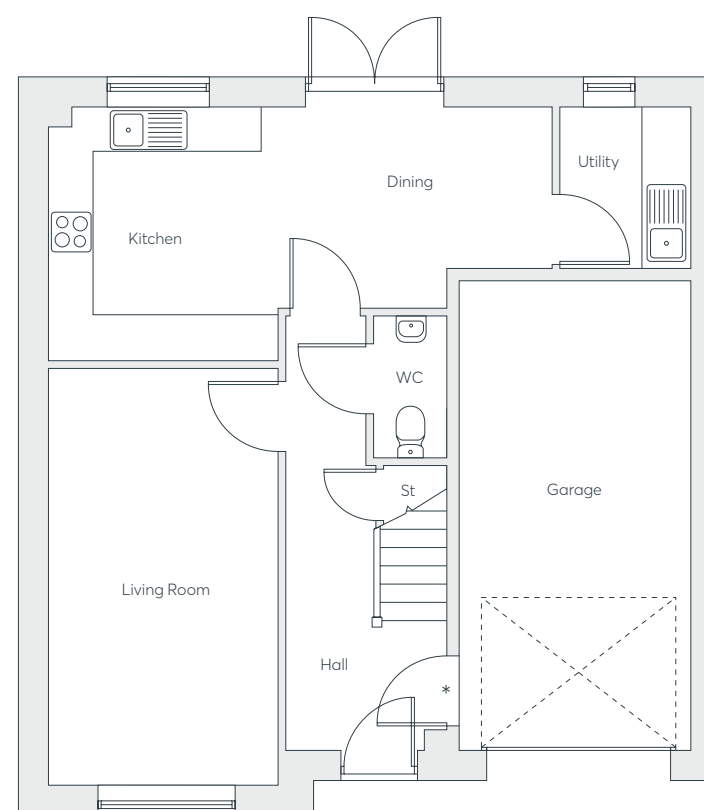 Utility
Dining
Kitchen
WC
St
Garage
Living Room
Hall
*